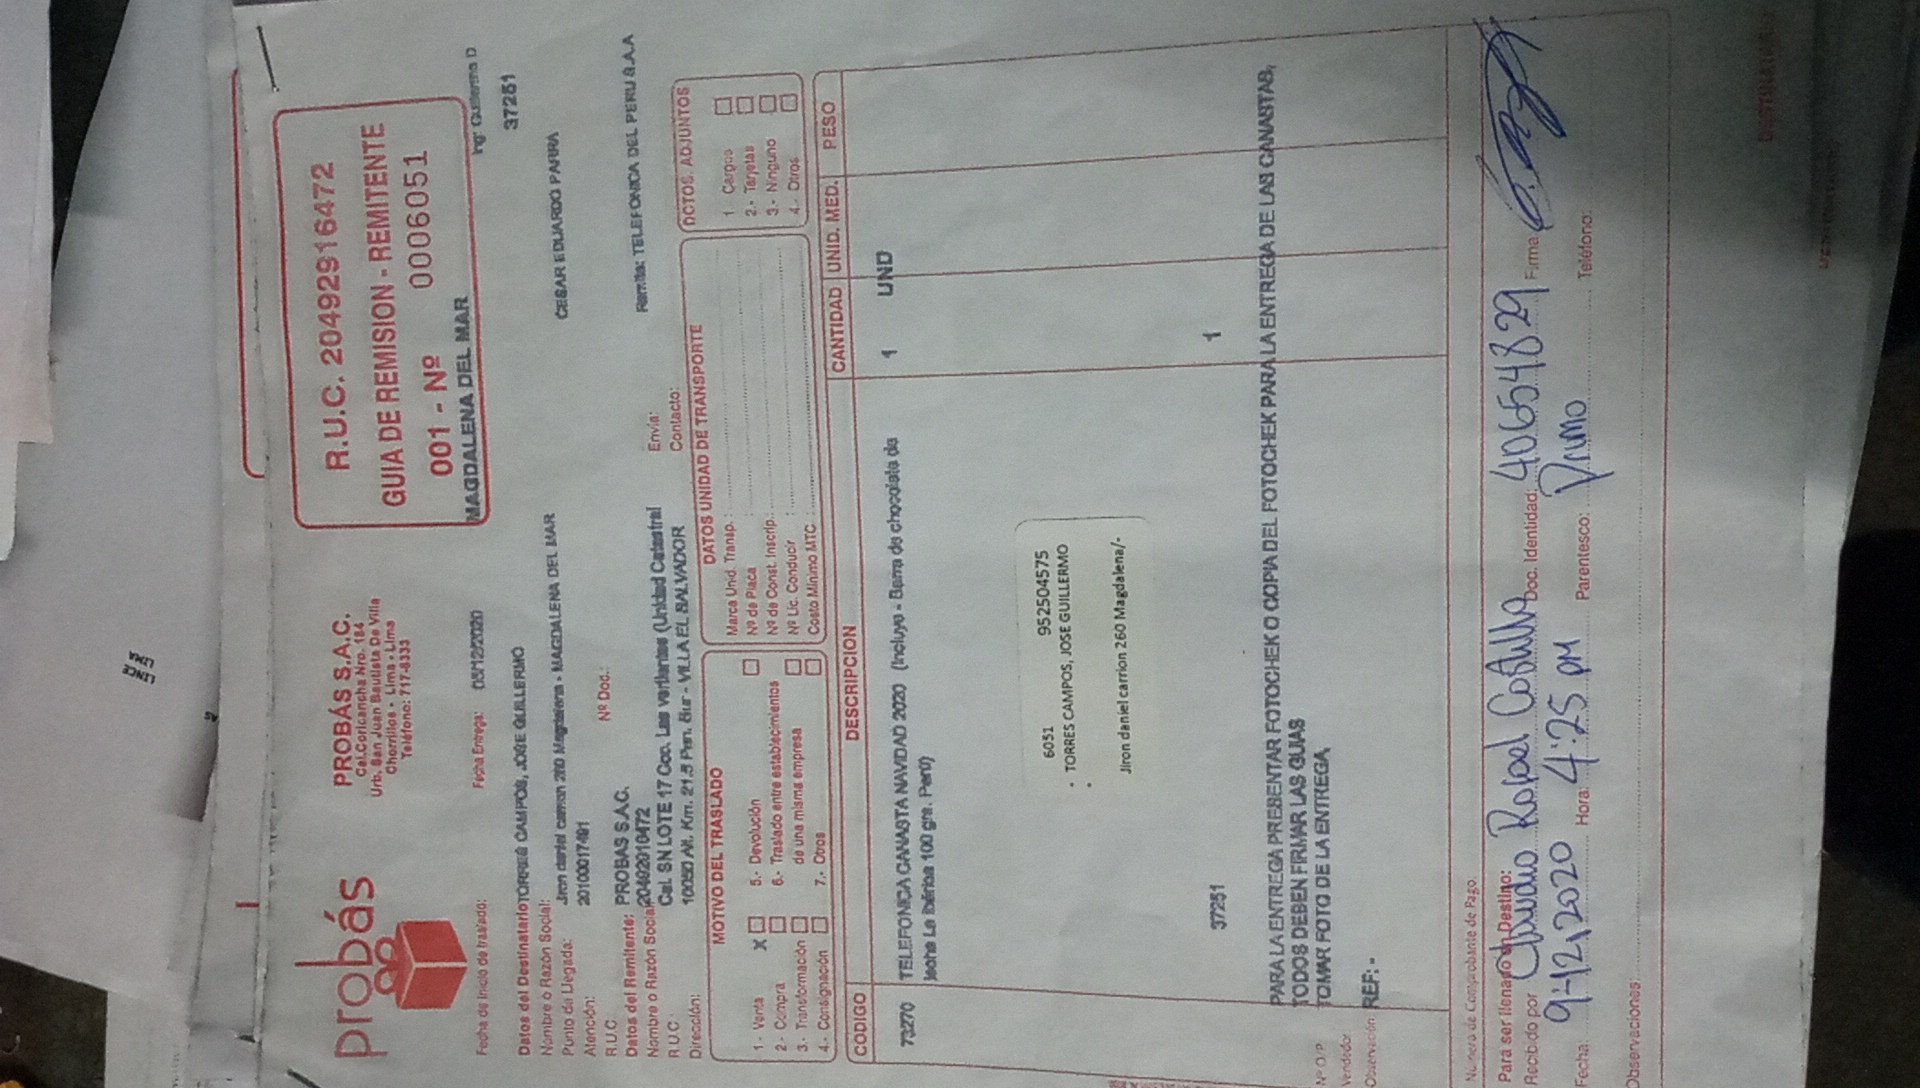 LINCE
LIMA
probás
PROBÁS S.A.C.
Cal.Coricancha Nro. 184
Urb. San Juan Bautista De Villa
Chorrillos - Lima - Lima
Teléfono: 717-8333
R.U.C. 20492916472
GUIA DE REMISION - REMITENTE
001 - Nº 0006051
MAGDALENA DEL MAR
Fecha de Inicio de traslado:
Fecha Entrega: 05/12/2020
Ing: Guillermo D
37251
Datos del Destinatario
Nombre o Razón Social: TORRES CAMPOS, JOSE GUILLERMO
Punto de Llegada: Jiron daniel carrion 260 Magdalena - MAGDALENA DEL MAR
Atención: CESAR EDUARDO PARRA
R.U.C 20100017491 Nº Doc.:
Datos del Remitente:
Nombre o Razón Social: PROBAS S.A.C.
R.U.C.: 20492916472
Remite: TELEFONICA DEL PERU S.A.A
Dirección: Cal. SN LOTE 17 Coo. Las vertientes (Unidad Catastral
10050 Alt. Km. 21.5 Pan. Sur - VILLA EL SALVADOR
Envía:
Contacto:
MOTIVO DEL TRASLADO
1.- Venta X
2.- Compra
3.- Transformación
4.- Consignación
5.- Devolución
6.- Traslado entre establecimientos
de una misma empresa
7.- Otros
DATOS UNIDAD DE TRANSPORTE
Marca Unid. Transp.:
Nº de Placa
Nº de Const. Inscrip.:
Nº Lic. Conducir :
Costo Mínimo MTC :
DCTOS. ADJUNTOS
1.- Cargos
2.- Tarjetas
3.- Ninguno
4.- Otros
CODIGO DESCRIPCION CANTIDAD UNID. MED. PESO
73270 TELEFONICA CANASTA NAVIDAD 2020 (Incluye - Barra de chocolate de 1 UND
leche La Ibérica 100 grs. Perú)
6051 952504575
TORRES CAMPOS, JOSE GUILLERMO
Jiron daniel carrion 260 Magdalena/-
37251 1
PARA LA ENTREGA PRESENTAR FOTOCHEK O COPIA DEL FOTOCHEK PARA LA ENTREGA DE LAS CANASTAS,
TODOS DEBEN FIRMAR LAS GUIAS
TOMAR FOTO DE LA ENTREGA
Nº O/P
Vendedor
Observación: REF: -
Número de Comprobante de Pago:
Para ser llenado en Destino:
Recibido por Claudio Rosal Cotillo Doc. Identidad: 40654829 Firma
Fecha: 9-12,2020 Hora: 4:25 pm Parentesco: Primo Teléfono:
Observaciones: